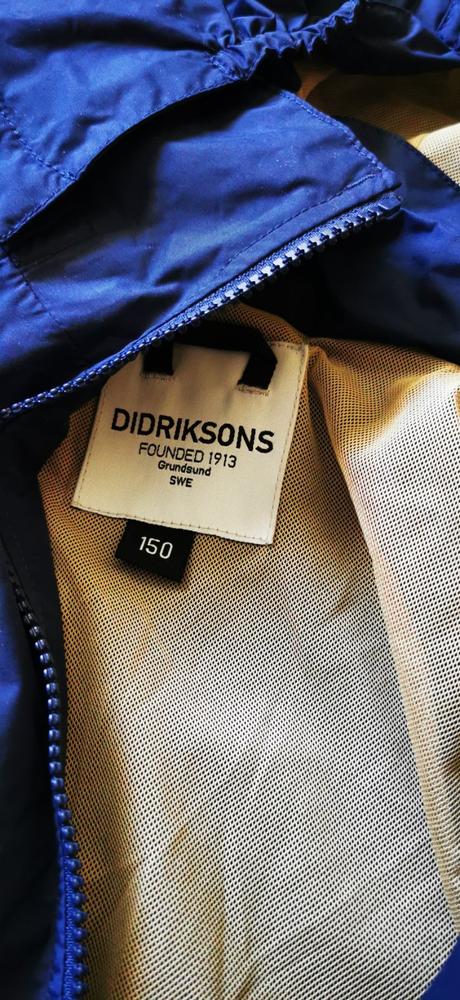 DIDRIKSONS
FOUNDED 1913
Grundsund
SWE
150